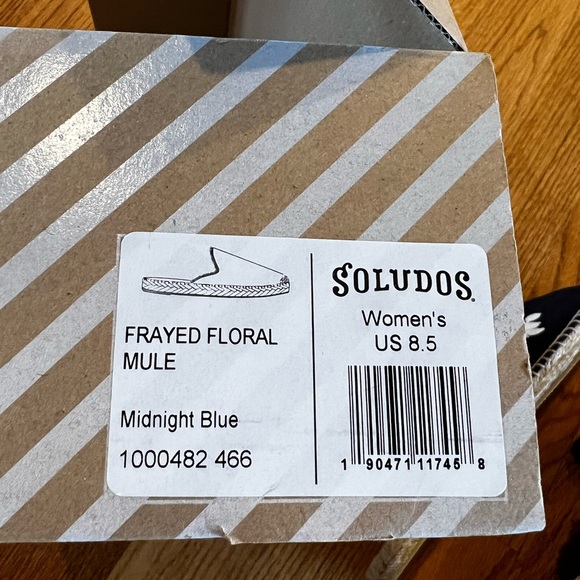 FRAYED FLORAL
MULE
Midnight Blue
1000482 466
SOLUDOS.
Women's
US 8.5
1 90471 11745 8